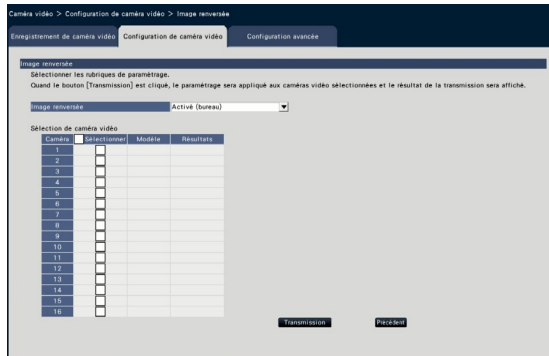 Caméra vidéo > Configuration de caméra vidéo > Image renversée
Enregistrement de caméra vidéo Configuration de caméra vidéo Configuration avancée
Image renversée
Sélectionner les rubriques de paramétrage.
Quand le bouton [Transmission] est cliqué, le paramétrage sera appliqué aux caméras vidéo sélectionnées et le résultat de la transmission sera affiché.
Image renversée Activé (bureau)
Sélection de caméra vidéo
Caméra Sélectionner Modèle Résultats
1
2
3
4
5
6
7
8
9
10
11
12
13
14
15
16
Transmission Précédent